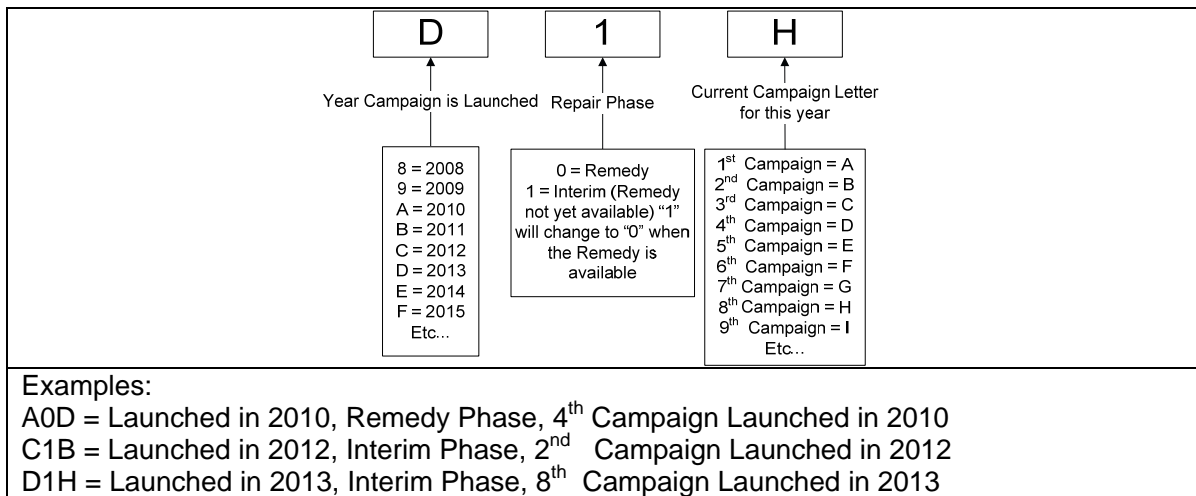 D 1 H
Year Campaign is Launched
Repair Phase
Current Campaign Letter
for this year
8 = 2008
9 = 2009
A = 2010
B = 2011
C = 2012
D = 2013
E = 2014
F = 2015
Etc...
0 = Remedy
1 = Interim (Remedy
not yet available) “1”
will change to “0” when
the Remedy is
available
1st Campaign = A
2nd Campaign = B
3rd Campaign = C
4th Campaign = D
5th Campaign = E
6th Campaign = F
7th Campaign = G
8th Campaign = H
9th Campaign = I
Etc...
Examples:
A0D = Launched in 2010, Remedy Phase, 4th Campaign Launched in 2010
C1B = Launched in 2012, Interim Phase, 2nd Campaign Launched in 2012
D1H = Launched in 2013, Interim Phase, 8th Campaign Launched in 2013